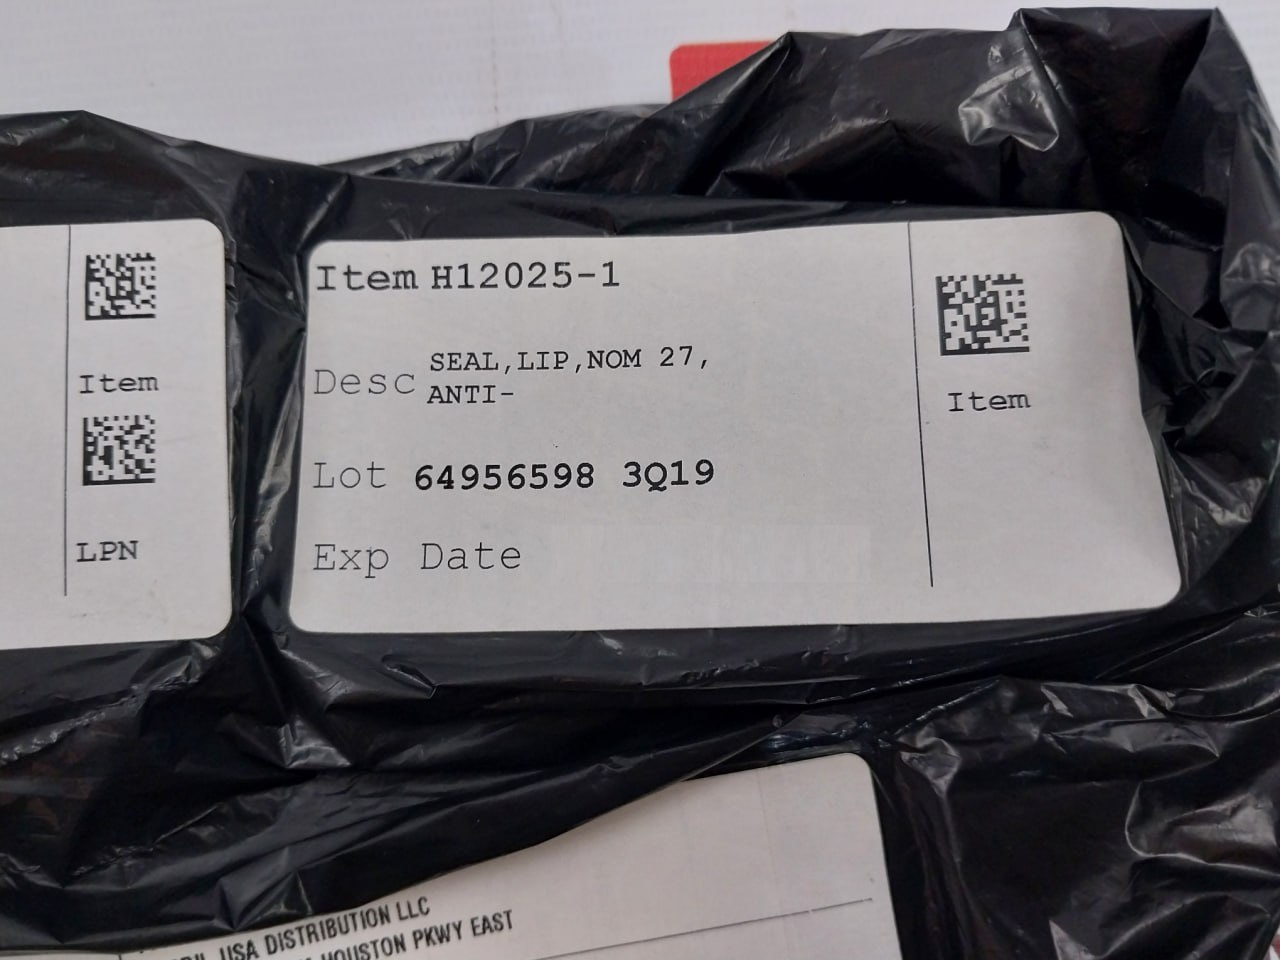 Item
LPN
Item H12025-1
Desc SEAL,LIP,NOM 27,
ANTI-
Lot 64956598 3Q19
Exp Date
Item
USA DISTRIBUTION LLC
HOUSTON PKWY EAST